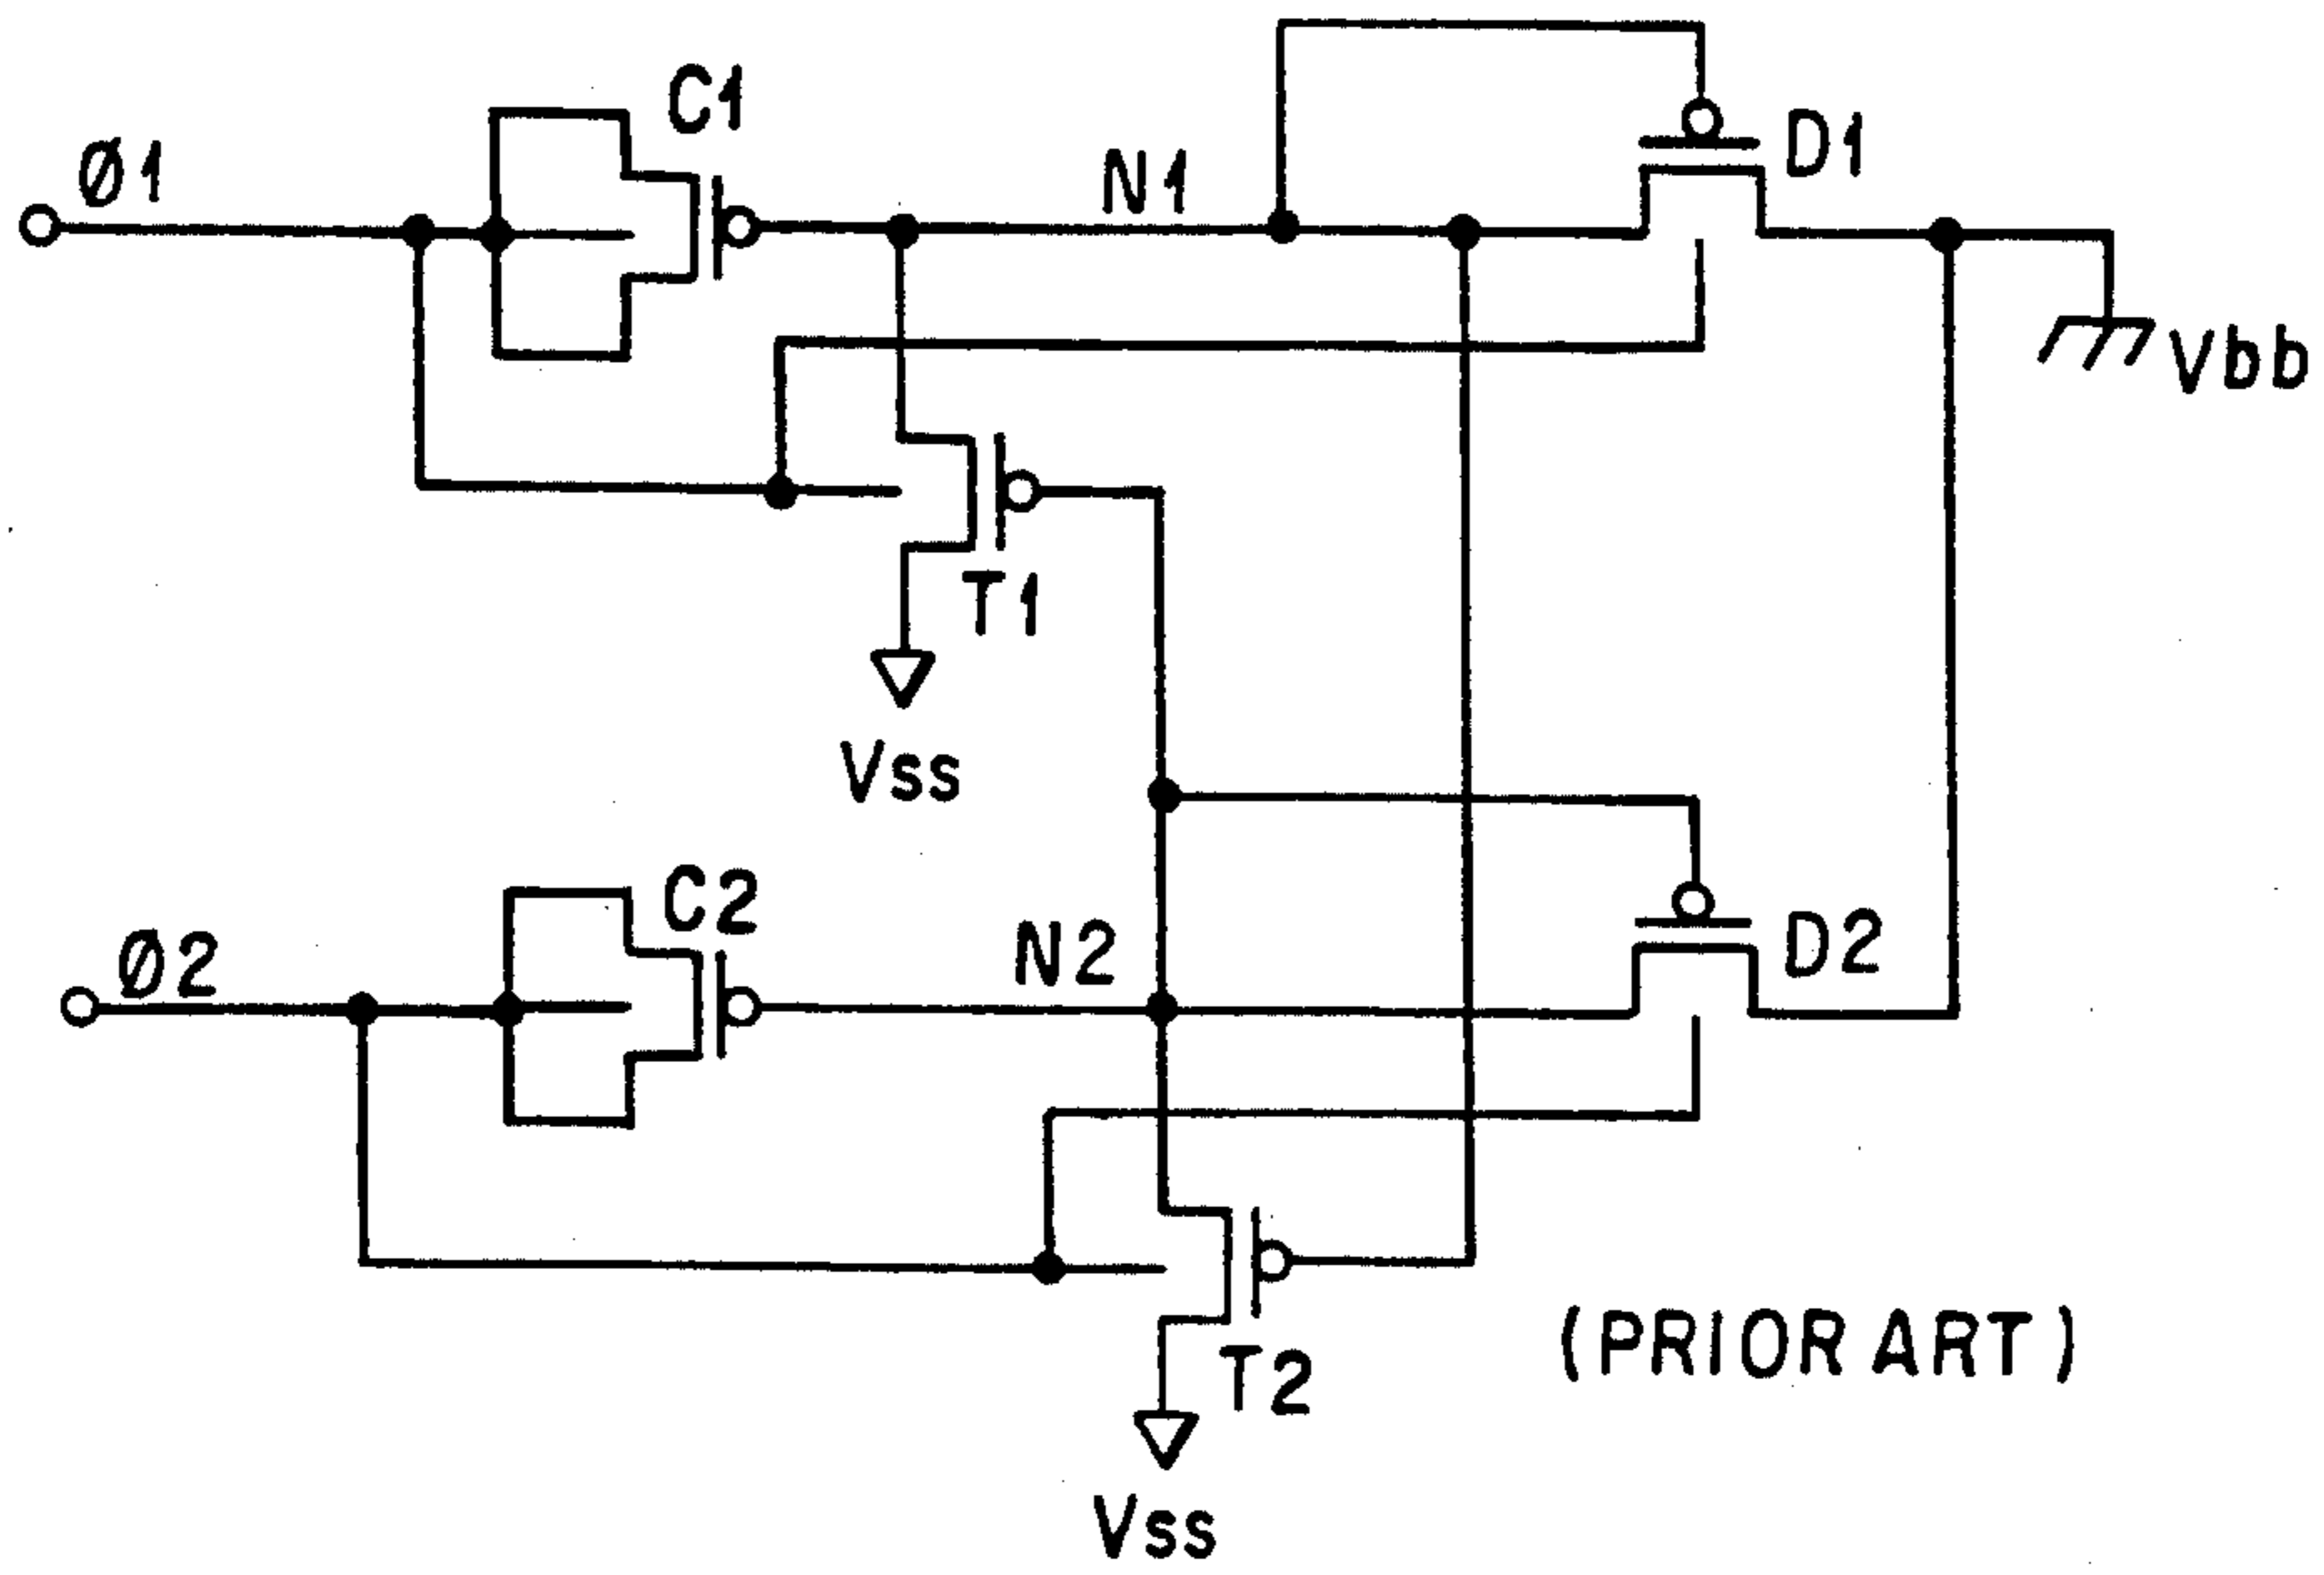 C1
Ø1
N1
D1
Vbb
T1
Vss
C2
Ø2
N2
D2
T2
(PRIOR ART)
Vss